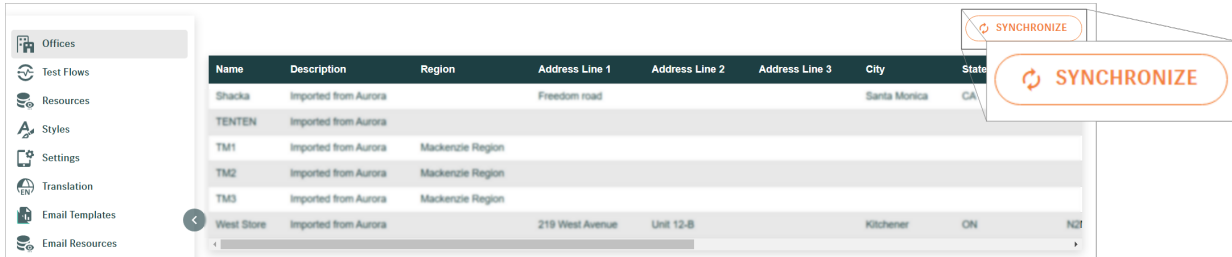 SYNCHRONIZE
Offices
Test Flows
Resources
Styles
Settings
EN Translation
Email Templates
Email Resources
Name Description Region Address Line 1 Address Line 2 Address Line 3 City State
Shacka Imported from Aurora Freedom road Santa Monica CA
TENTEN Imported from Aurora
TM1 Imported from Aurora Mackenzie Region
TM2 Imported from Aurora Mackenzie Region
TM3 Imported from Aurora Mackenzie Region
West Store Imported from Aurora 219 West Avenue Unit 12-B Kitchener ON
SYNCHRONIZE